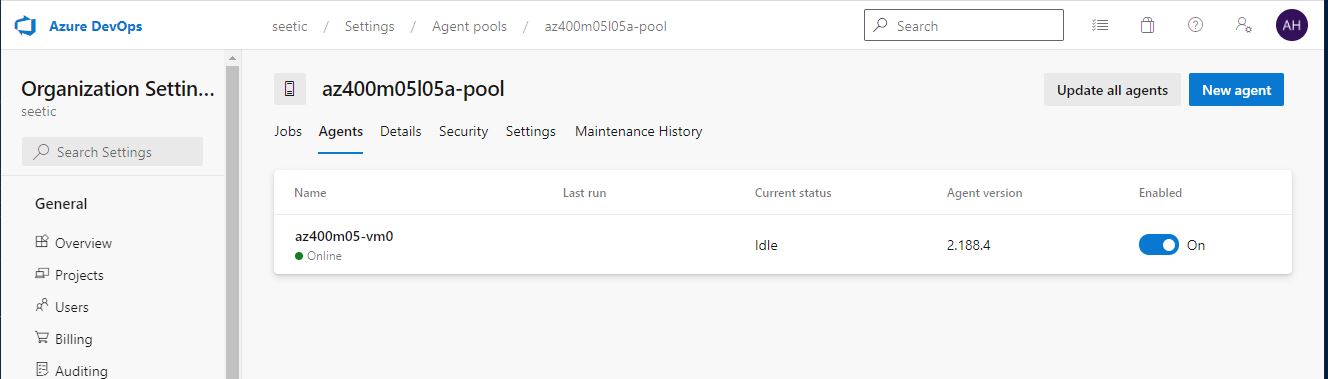 Azure DevOps
seetic / Settings / Agent pools / az400m05l05a-pool
Search
AH
Organization Settin...
seetic
Search Settings
General
Overview
Projects
Users
Billing
Auditing
az400m05l05a-pool
Update all agents
New agent
Jobs Agents Details Security Settings Maintenance History
Name Last run Current status Agent version Enabled
az400m05-vm0
Online
Idle 2.188.4 On